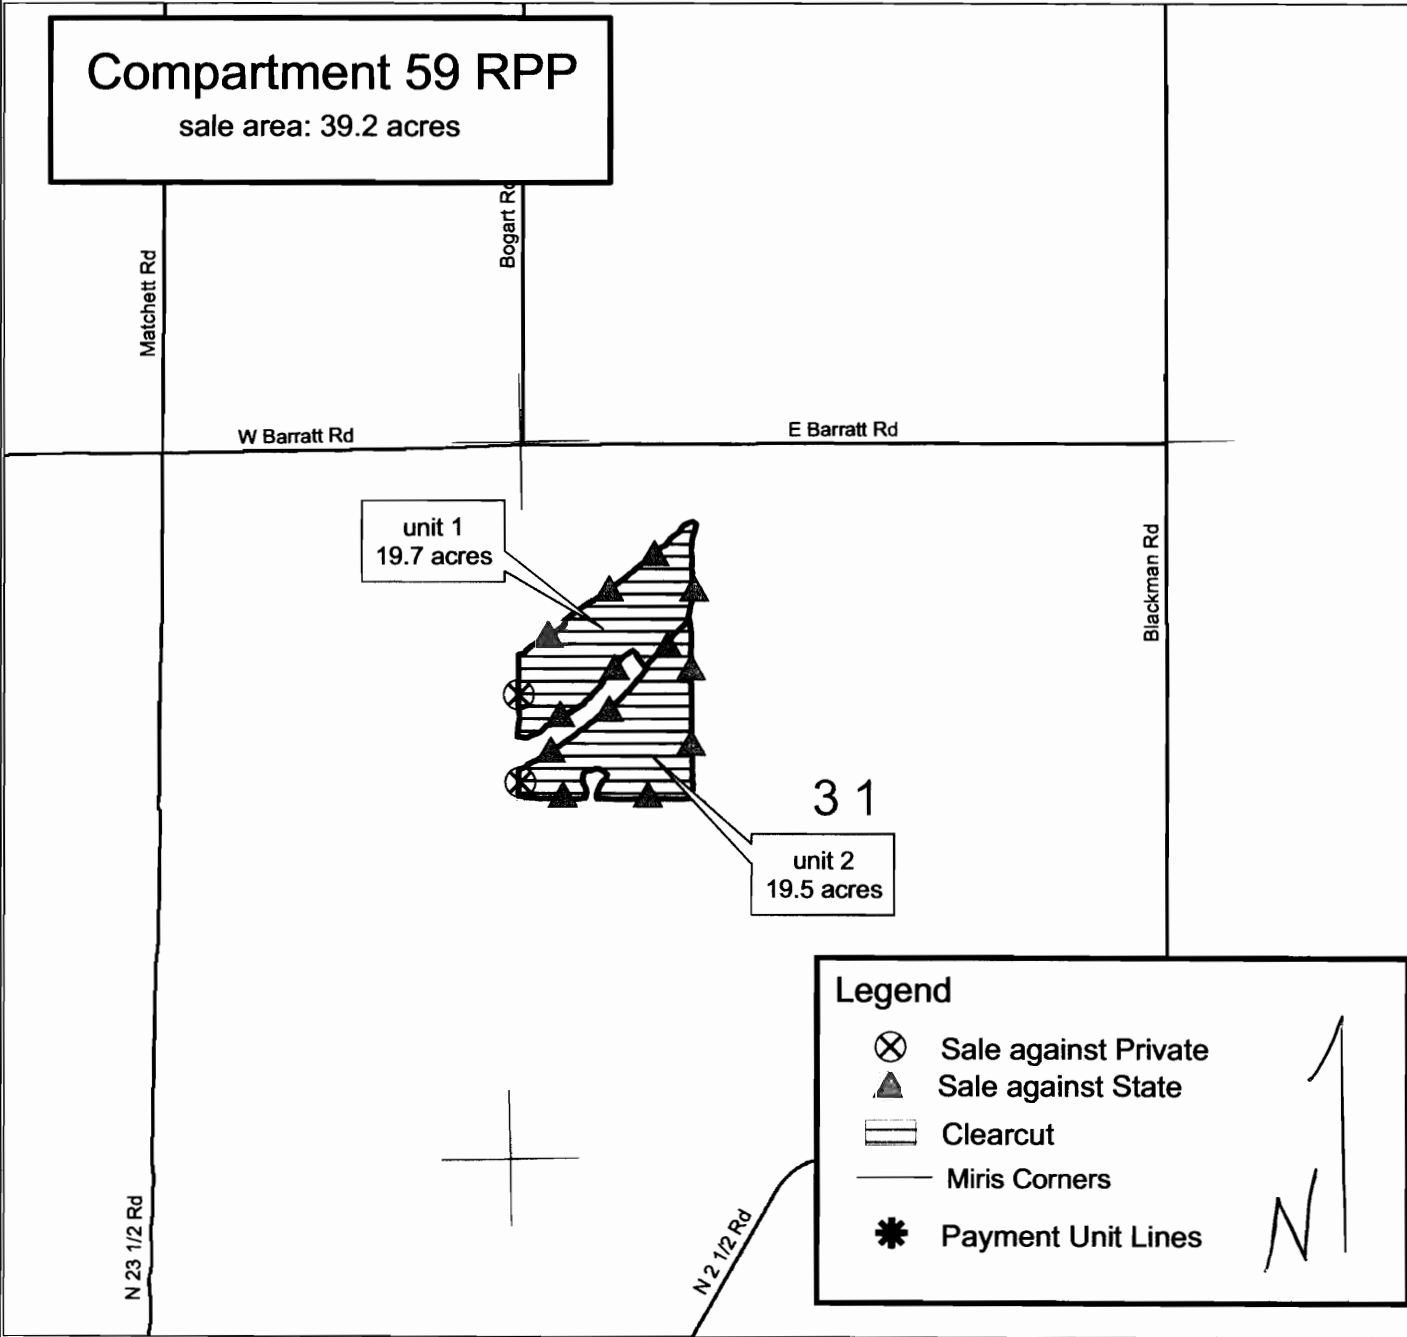 Compartment 59 RPP
sale area: 39.2 acres
Bogart Rd
Matchett Rd
W Barratt Rd
E Barratt Rd
unit 1
19.7 acres
Blackman Rd
3 1
unit 2
19.5 acres
Legend
Sale against Private
Sale against State
Clearcut
Miris Corners
Payment Unit Lines
N
N 23 1/2 Rd
N 2 1/2 Rd